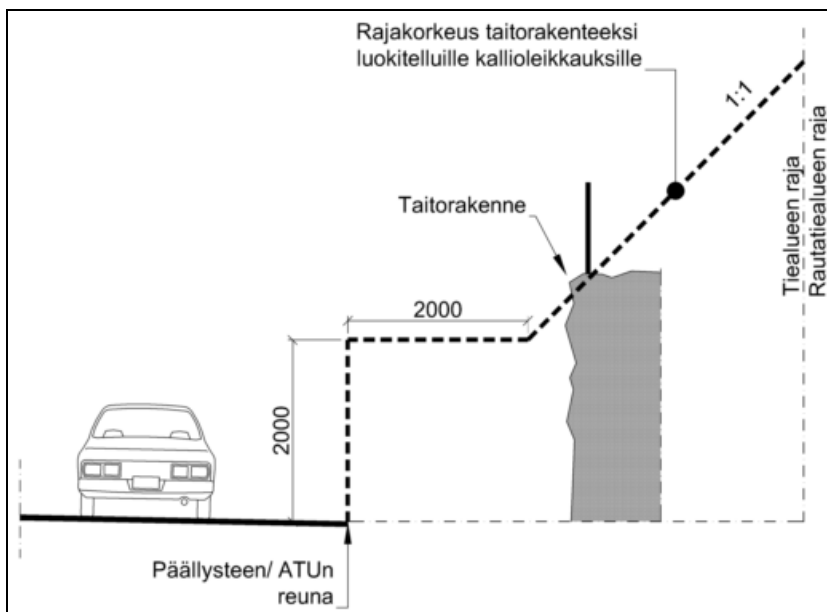 Rajakorkeus taitorakenteeksi
luokitelluille kallioleikkauksille
1:1
Taitorakenne
Tiealueen raja
Rautatiealueen raja
2000
2000
Päällysteen/ ATUn
reuna